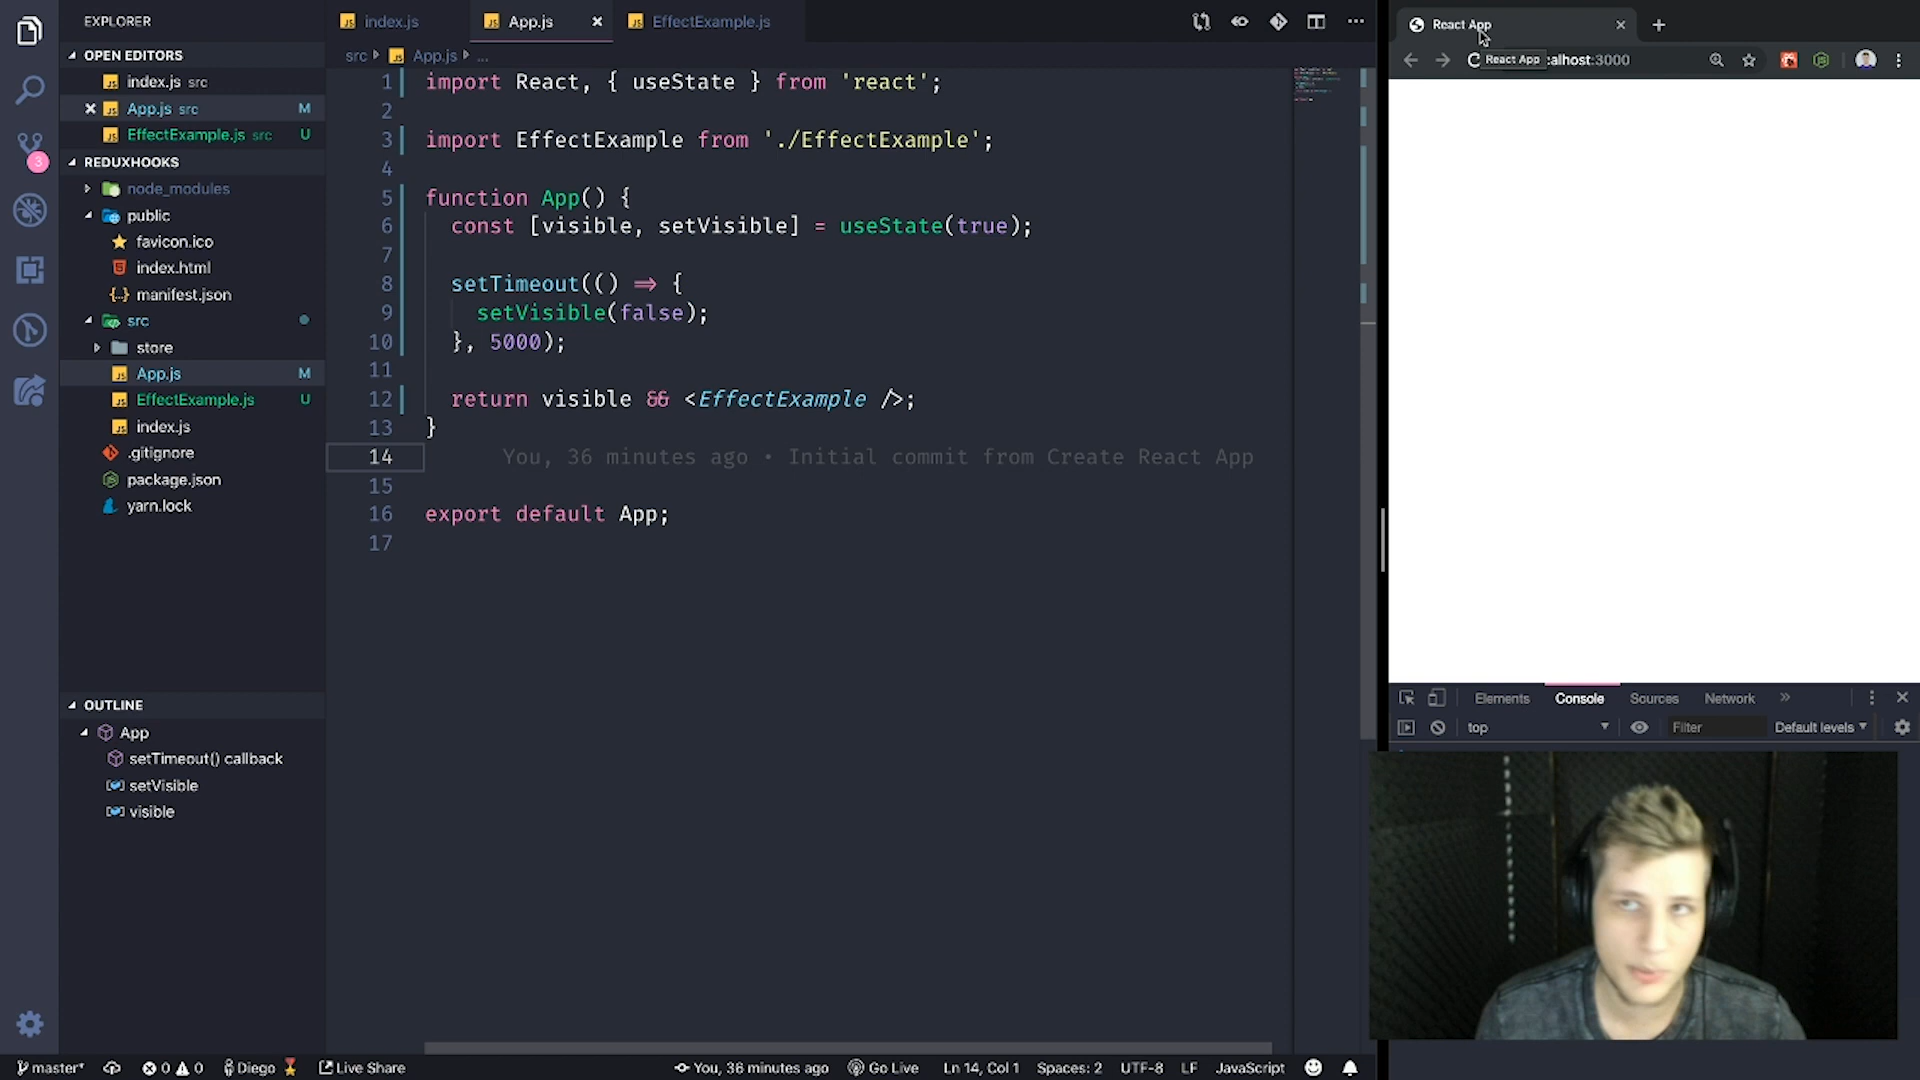 EXPLORER
OPEN EDITORS
index.js src
App.js src M
EffectExample.js src U
REDUXHOOKS
node_modules
public
favicon.ico
index.html
manifest.json
src
store
App.js M
EffectExample.js U
index.js
.gitignore
package.json
yarn.lock
OUTLINE
App
setTimeout() callback
setVisible
visible
3
index.js App.js EffectExample.js
src App.js ...
1 import React, { useState } from 'react';
2
3 import EffectExample from './EffectExample';
4
5 function App() {
6 const [visible, setVisible] = useState(true);
7
8 setTimeout(() => {
9 setVisible(false);
10 }, 5000);
11
12 return visible && <EffectExample />;
13 }
14 You, 36 minutes ago • Initial commit from Create React App
15
16 export default App;
17
React App
React App :alhost:3000
Elements Console Sources Network »
top Filter Default levels
master* 0 0 Diego Live Share You, 36 minutes ago Go Live Ln 14, Col 1 Spaces: 2 UTF-8 LF JavaScript